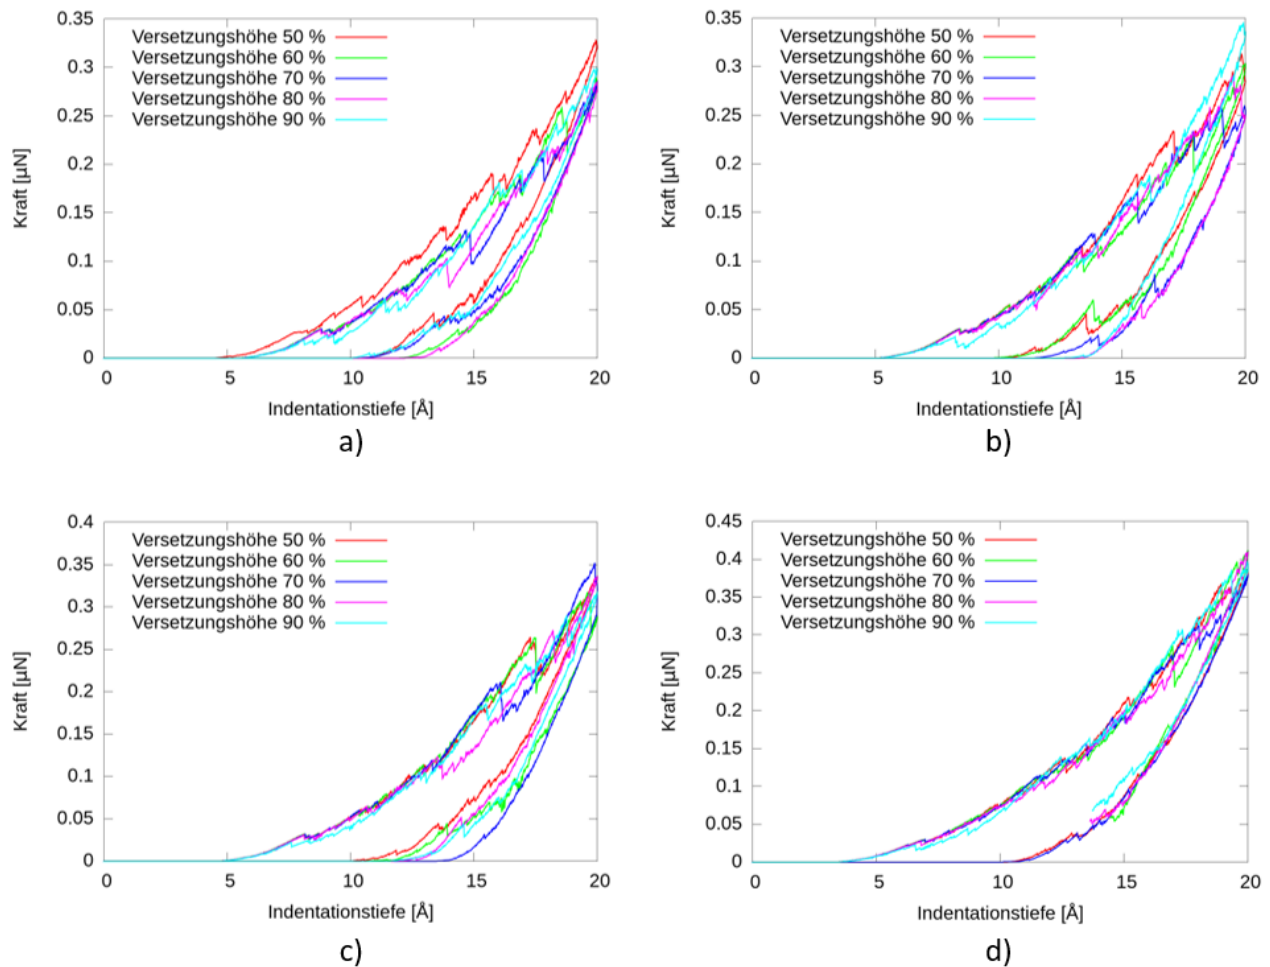 0.35
0.3
0.25
0.2
0.15
0.1
0.05
0
Kraft [µN]
Versetzungshöhe 50 %
Versetzungshöhe 60 %
Versetzungshöhe 70 %
Versetzungshöhe 80 %
Versetzungshöhe 90 %
0 5 10 15 20
Indentationstiefe [Å]
a)
0.35
0.3
0.25
0.2
0.15
0.1
0.05
0
Kraft [µN]
Versetzungshöhe 50 %
Versetzungshöhe 60 %
Versetzungshöhe 70 %
Versetzungshöhe 80 %
Versetzungshöhe 90 %
0 5 10 15 20
Indentationstiefe [Å]
b)
0.4
0.35
0.3
0.25
0.2
0.15
0.1
0.05
0
Kraft [µN]
Versetzungshöhe 50 %
Versetzungshöhe 60 %
Versetzungshöhe 70 %
Versetzungshöhe 80 %
Versetzungshöhe 90 %
0 5 10 15 20
Indentationstiefe [Å]
c)
0.45
0.4
0.35
0.3
0.25
0.2
0.15
0.1
0.05
0
Kraft [µN]
Versetzungshöhe 50 %
Versetzungshöhe 60 %
Versetzungshöhe 70 %
Versetzungshöhe 80 %
Versetzungshöhe 90 %
0 5 10 15 20
Indentationstiefe [Å]
d)